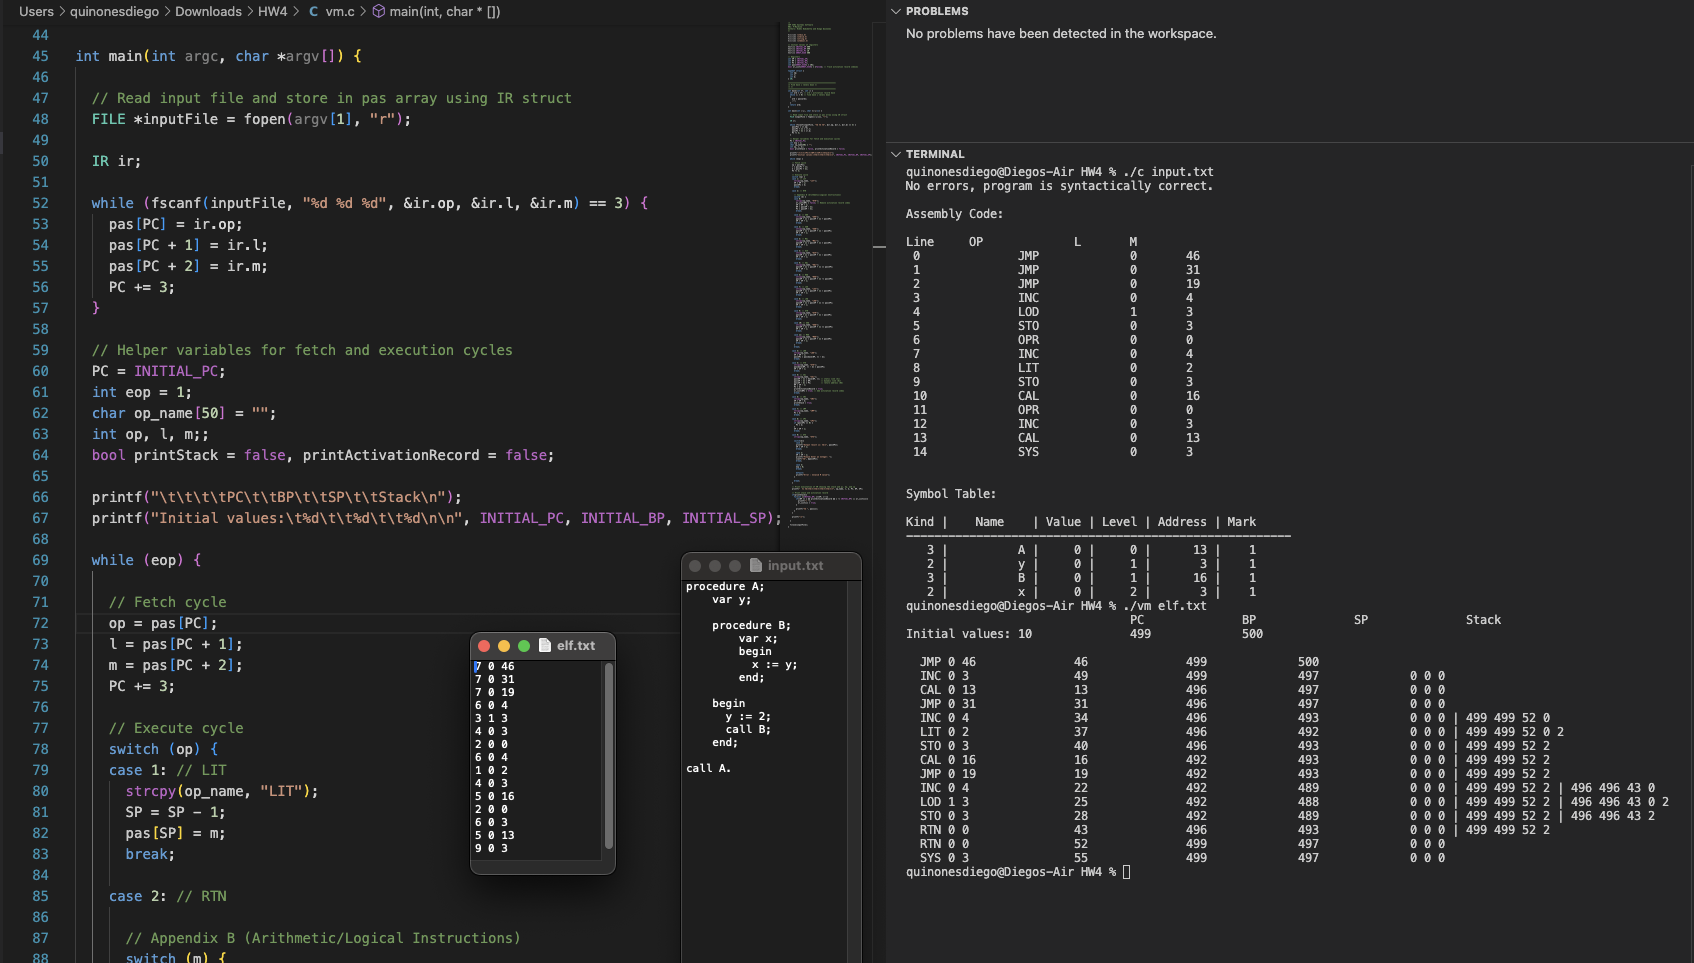 Users > quinonesdiego > Downloads > HW4 > C vm.c > main(int, char * [])
44
45 int main(int argc, char *argv[]) {
46
47 // Read input file and store in pas array using IR struct
48 FILE *inputFile = fopen(argv[1], "r");
49
50 IR ir;
51
52 while (fscanf(inputFile, "%d %d %d", &ir.op, &ir.l, &ir.m) == 3) {
53 pas[PC] = ir.op;
54 pas[PC + 1] = ir.l;
55 pas[PC + 2] = ir.m;
56 PC += 3;
57 }
58
59 // Helper variables for fetch and execution cycles
60 PC = INITIAL_PC;
61 int eop = 1;
62 char op_name[50] = "";
63 int op, l, m;;
64 bool printStack = false, printActivationRecord = false;
65
66 printf("\t\t\t\tPC\t\tBP\t\tSP\t\tStack\n");
67 printf("Initial values:\t%d\t\t%d\t\t%d\n\n", INITIAL_PC, INITIAL_BP, INITIAL_SP);
68
69 while (eop) {
70
71 // Fetch cycle
72 op = pas[PC];
73 l = pas[PC + 1];
74 m = pas[PC + 2];
75 PC += 3;
76
77 // Execute cycle
78 switch (op) {
79 case 1: // LIT
80 strcpy(op_name, "LIT");
81 SP = SP - 1;
82 pas[SP] = m;
83 break;
84
85 case 2: // RTN
86
87 // Appendix B (Arithmetic/Logical Instructions)
88 switch (m) {
elf.txt
7 0 46
7 0 31
7 0 19
6 0 4
3 1 3
4 0 3
2 0 0
6 0 4
1 0 2
4 0 3
5 0 16
2 0 0
6 0 3
5 0 13
9 0 3
input.txt
procedure A;
var y;
procedure B;
var x;
begin
x := y;
end;
begin
y := 2;
call B;
end;
call A.
PROBLEMS
No problems have been detected in the workspace.
TERMINAL
quinonesdiego@Diegos-Air HW4 % ./c input.txt
No errors, program is syntactically correct.
Assembly Code:
Line OP L M
0 JMP 0 46
1 JMP 0 31
2 JMP 0 19
3 INC 0 4
4 LOD 1 3
5 STO 0 3
6 OPR 0 0
7 INC 0 4
8 LIT 0 2
9 STO 0 3
10 CAL 0 16
11 OPR 0 0
12 INC 0 3
13 CAL 0 13
14 SYS 0 3
Symbol Table:
Kind | Name | Value | Level | Address | Mark
3 | A | 0 | 0 | 13 | 1
2 | y | 0 | 1 | 3 | 1
3 | B | 0 | 1 | 16 | 1
2 | x | 0 | 2 | 3 | 1
quinonesdiego@Diegos-Air HW4 % ./vm elf.txt
PC BP SP Stack
Initial values: 10 499 500
JMP 0 46 46 499 500
INC 0 3 49 499 497 0 0 0
CAL 0 13 13 496 497 0 0 0
JMP 0 31 31 496 497 0 0 0
INC 0 4 34 496 493 0 0 0 | 499 499 52 0
LIT 0 2 37 496 492 0 0 0 | 499 499 52 0 2
STO 0 3 40 496 493 0 0 0 | 499 499 52 2
CAL 0 16 16 492 493 0 0 0 | 499 499 52 2
JMP 0 19 19 492 493 0 0 0 | 499 499 52 2
INC 0 4 22 492 489 0 0 0 | 499 499 52 2 | 496 496 43 0
LOD 1 3 25 492 488 0 0 0 | 499 499 52 2 | 496 496 43 0 2
STO 0 3 28 492 489 0 0 0 | 499 499 52 2 | 496 496 43 2
RTN 0 0 43 496 493 0 0 0 | 499 499 52 2
RTN 0 0 52 499 497 0 0 0
SYS 0 3 55 499 497 0 0 0
quinonesdiego@Diegos-Air HW4 %